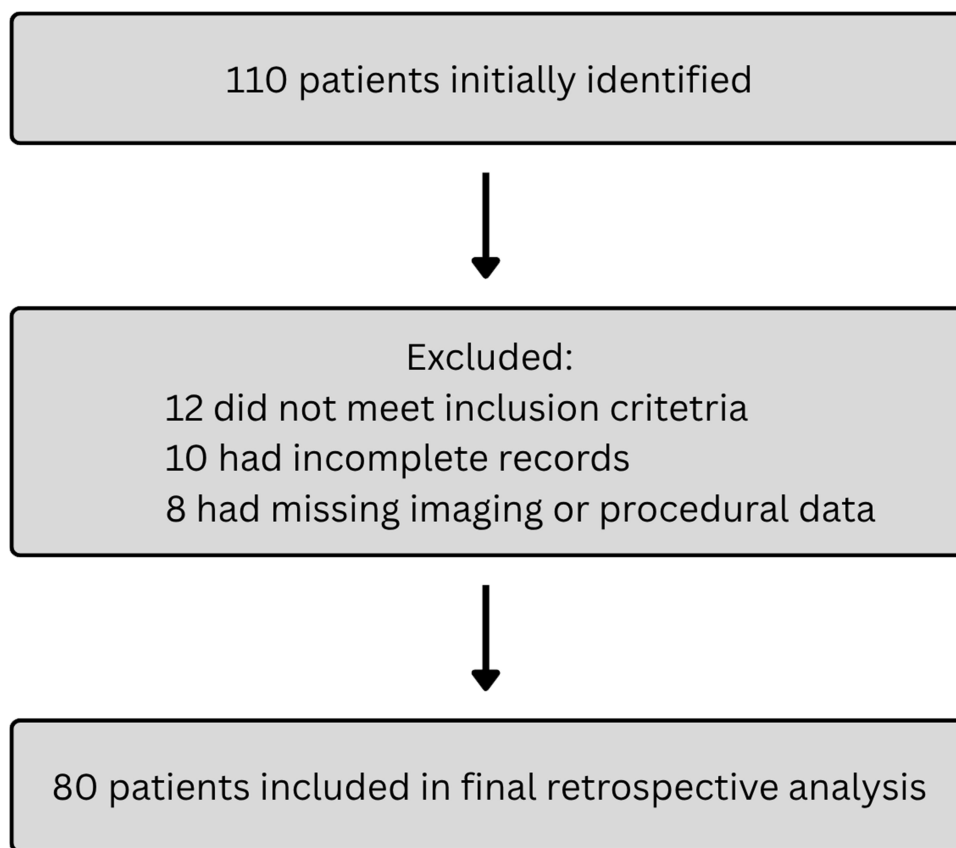 110 patients initially identified
Excluded:
12 did not meet inclusion critetria
10 had incomplete records
8 had missing imaging or procedural data
80 patients included in final retrospective analysis